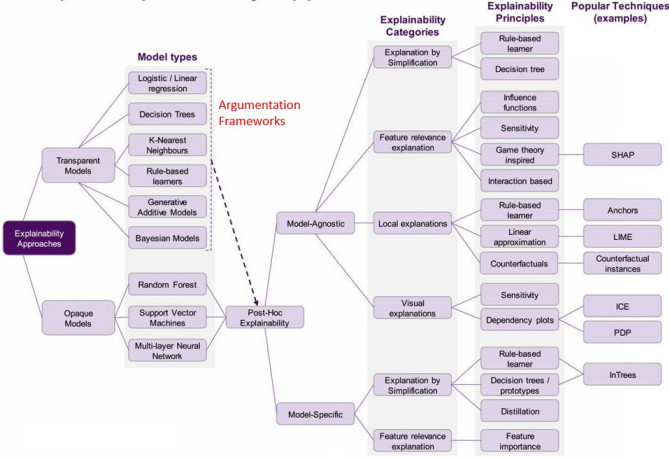 Explainability
Categories
Explainability
Principles
Popular Techniques
(examples)
Model types
Logistic / Linear
regression
Decision Trees
K-Nearest
Neighbours
Rule-based
learners
Generative
Additive Models
Bayesian Models
Argumentation
Frameworks
Transparent
Models
Explainability
Approaches
Opaque
Models
Random Forest
Support Vector
Machines
Multi-layer Neural
Network
Post-Hoc
Explainability
Model-Agnostic
Model-Specific
Explanation by
Simplification
Rule-based
learner
Decision tree
Feature relevance
explanation
Influence
functions
Sensitivity
Game theory
inspired
SHAP
Interaction based
Local explanations
Rule-based
learner
Anchors
Linear
approximation
LIME
Counterfactuals
Counterfactual
instances
Visual
explanations
Sensitivity
Dependency plots
ICE
PDP
Explanation by
Simplification
Rule-based
learner
Decision trees /
prototypes
InTrees
Distillation
Feature relevance
explanation
Feature
importance